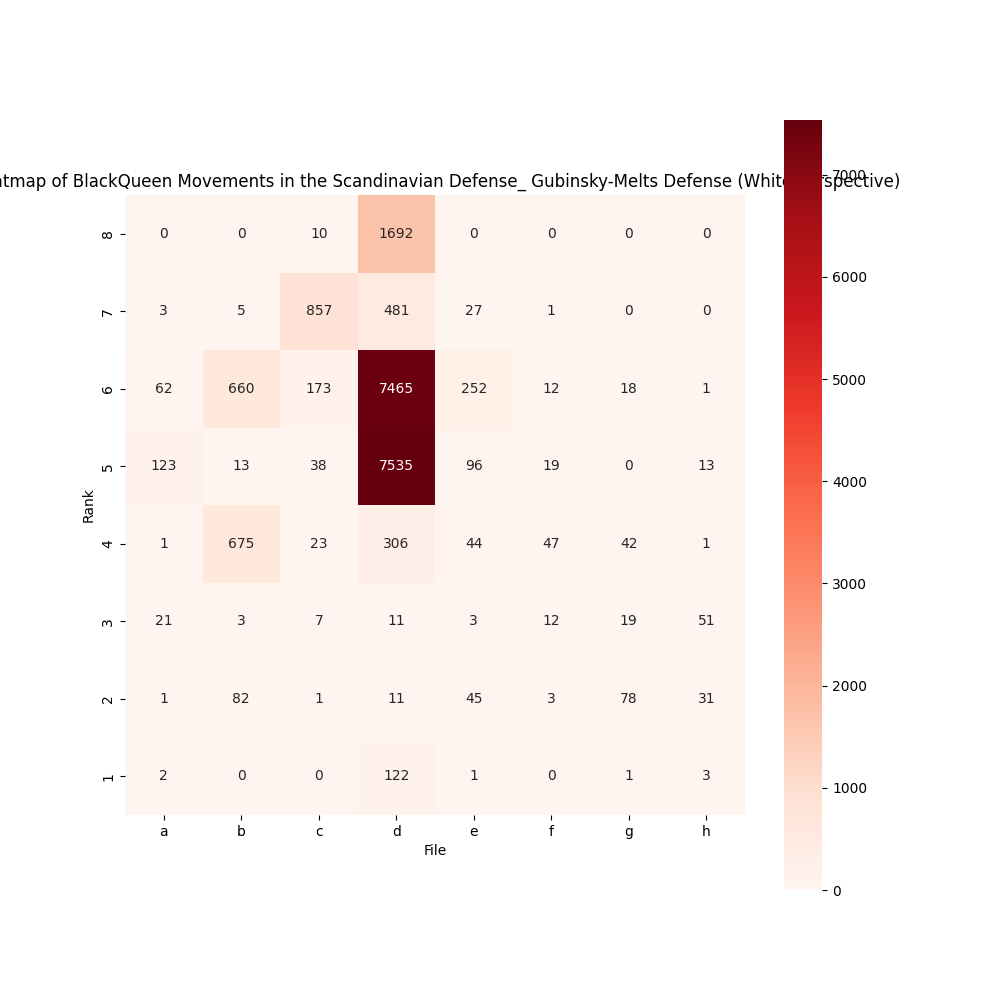 of BlackQueen Movements in the Scandinavian Defense_ Gubinsky-Melts Defense
7000
8 0 0 10 1692 0 0 0 0
6000
7 3 5 857 481 27 1 0 0
5000
6 62 660 173 7465 252 12 18 1
4000
5 123 13 38 7535 96 19 0 13
Rank
4 1 675 23 306 44 47 42 1
3000
3 21 3 7 11 3 12 19 51
2000
2 1 82 1 11 45 3 78 31
1 2 0 0 122 1 0 1 3
1000
a b c d e f g h
File
0